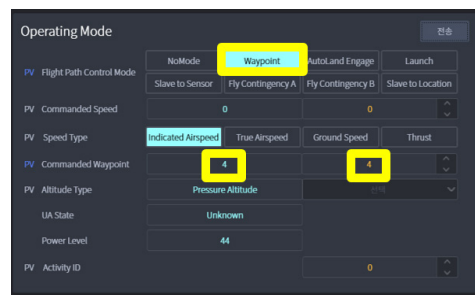 Operating Mode 전송
PV Flight Path Control Mode NoMode Waypoint AutoLand Engage Launch
Slave to Sensor Fly Contingency A Fly Contingency B Slave to Location
PV Commanded Speed 0 0
PV Speed Type Indicated Airspeed True Airspeed Ground Speed Thrust
PV Commanded Waypoint 4 4
PV Altitude Type Pressure Altitude 선택
UA State Unknown
Power Level 44
PV Activity ID 0